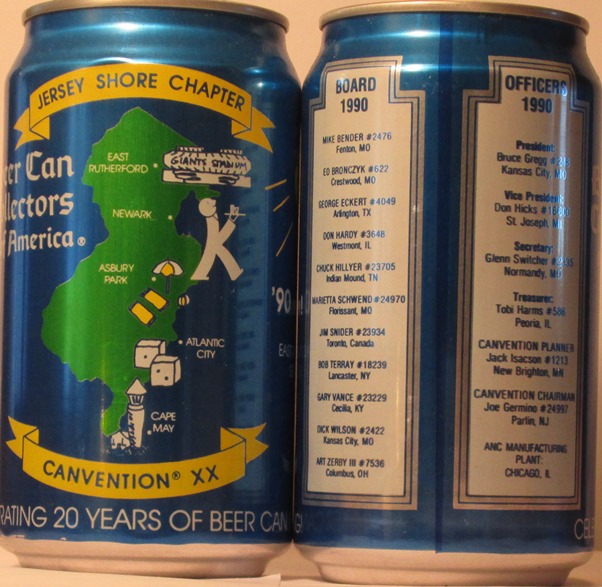 JERSEY SHORE CHAPTER
Can
of America®
EAST
RUTHERFORD
GIANTS STADIUM
NEWARK
ASBURY
PARK
ATLANTIC
CITY
CAPE
MAY
CANVENTION® XX
'90
20 YEARS OF BEER CAN
BOARD
1990
MIKE BENDER #2476
Fenton, MO
ED BRONCZYK #622
Crestwood, MO
GEORGE ECKERT #4049
Arlington, TX
DON HARDY #3648
Westmont, IL
CHUCK HILLYER #23705
Indian Mound, TN
MARIETTA SCHWEND #24970
Florissant, MO
JIM SNIDER #23934
Toronto, Canada
BOB TERRAY #18239
Lancaster, NY
GARY VANCE #23229
Cecilia, KY
DICK WILSON #2422
Kansas City, MO
ART ZERBY III #7536
Columbus, OH
OFFICERS
1990
President:
Bruce Gregg
Kansas City,
Vice President:
Don Hicks
St. Joseph,
Secretary:
Glenn Switcher
Normandy,
Treasurer:
Tobi Harms #586
Peoria, IL
CANVENTION PLANNER
Jack Isacson #1213
New Brighton, MN
CANVENTION CHAIRMAN
Joe Germino #24997
Parlin, NJ
ANC MANUFACTURING
PLANT:
CHICAGO, IL